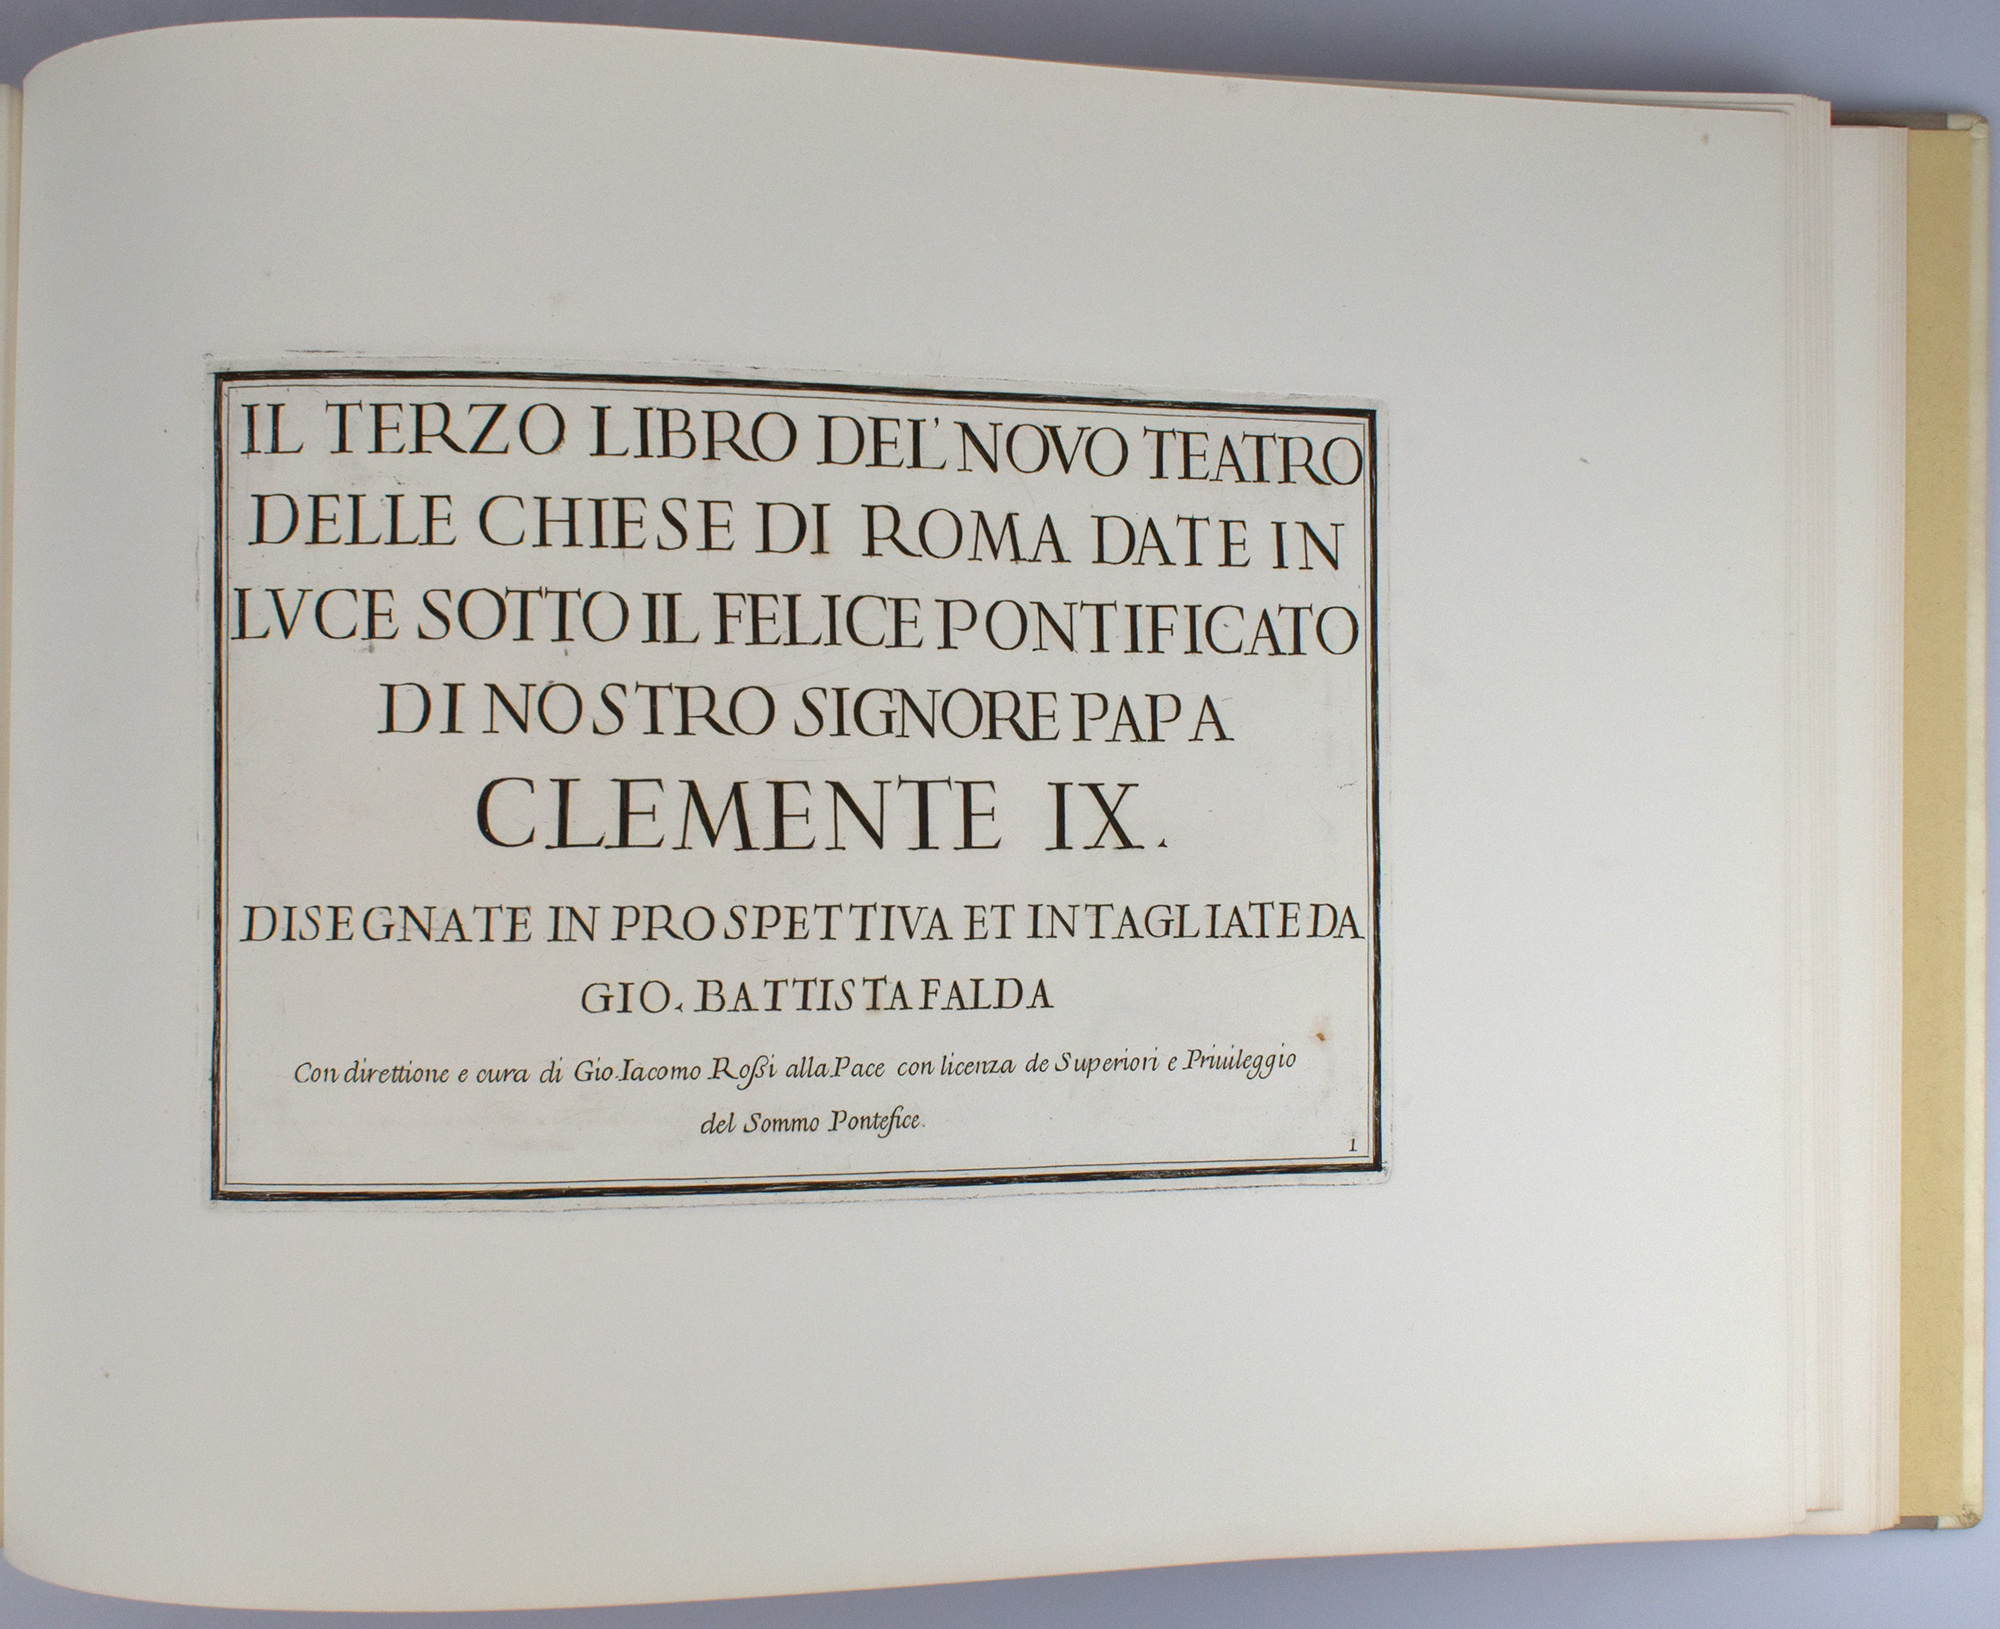 IL TERZO LIBRO DEL' NOVO TEATRO
DELLE CHIESE DI ROMA DATE IN
LVCE SOTTO IL FELICE PONTIFICATO
DI NOSTRO SIGNORE PAPA
CLEMENTE IX.
DISEGNATE IN PROSPETTIVA ET INTAGLIATE DA
GIO. BATTISTA FALDA
Con direttione e cura di Gio. Iacomo Roßi alla Pace con licenza de Superiori e Priuileggio
del Sommo Pontefice.
1